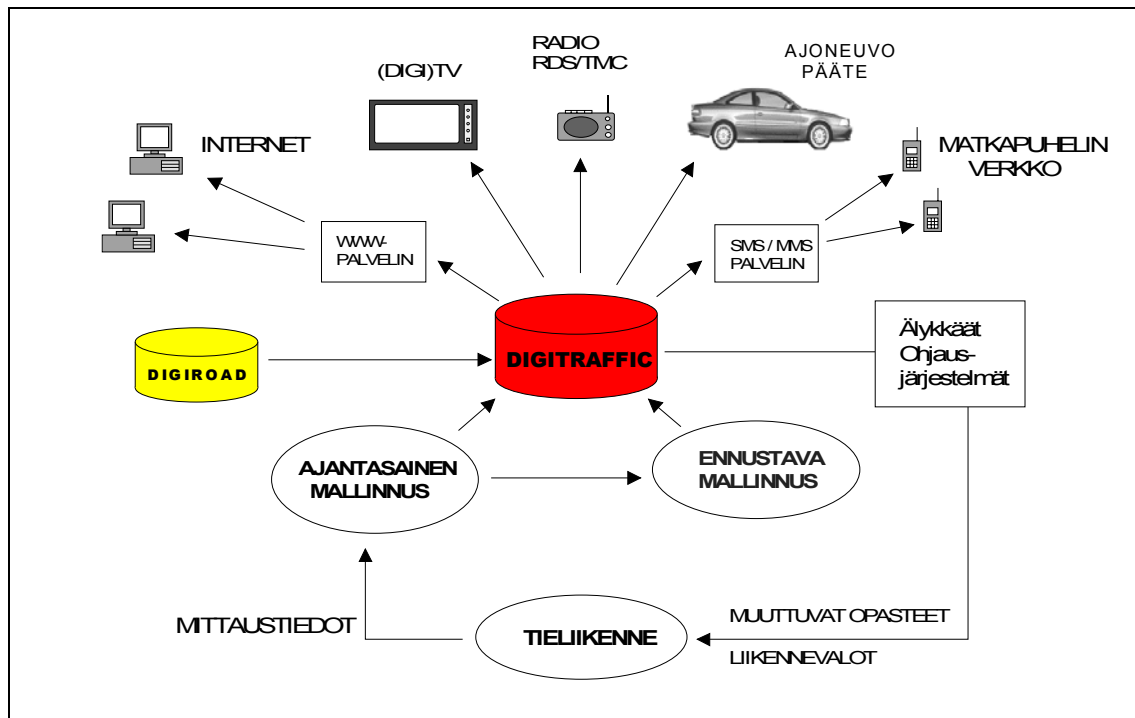 RADIO
RDS/TMC
AJONEUVO
PÄÄTE
(DIGI)TV
INTERNET
MATKAPUHELIN
VERKKO
WWW-
PALVELIN
SMS / MMS
PALVELIN
DIGITRAFFIC
DIGIROAD
Älykkäät
Ohjaus-
järjestelmät
AJANTASAINEN
MALLINNUS
ENNUSTAVA
MALLINNUS
MITTAUSTIEDOT
TIELIIKENNE
MUUTTUVAT OPASTEET
LIIKENNEVALOT